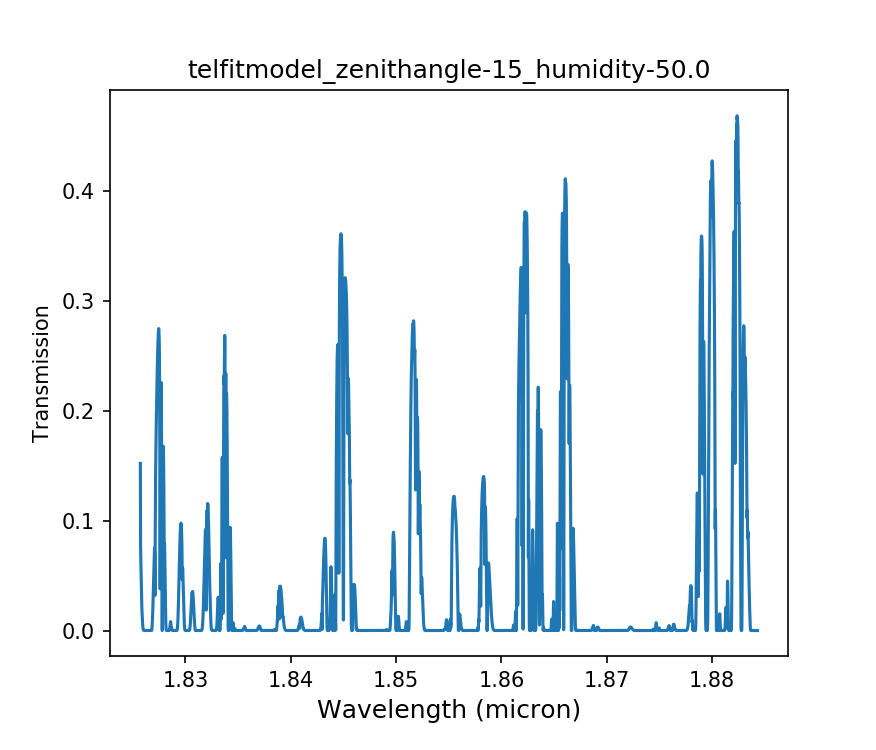 telfitmodel_zenithangle-15_humidity-50.0
Transmission
0.4
0.3
0.2
0.1
0.0
1.83 1.84 1.85 1.86 1.87 1.88
Wavelength (micron)